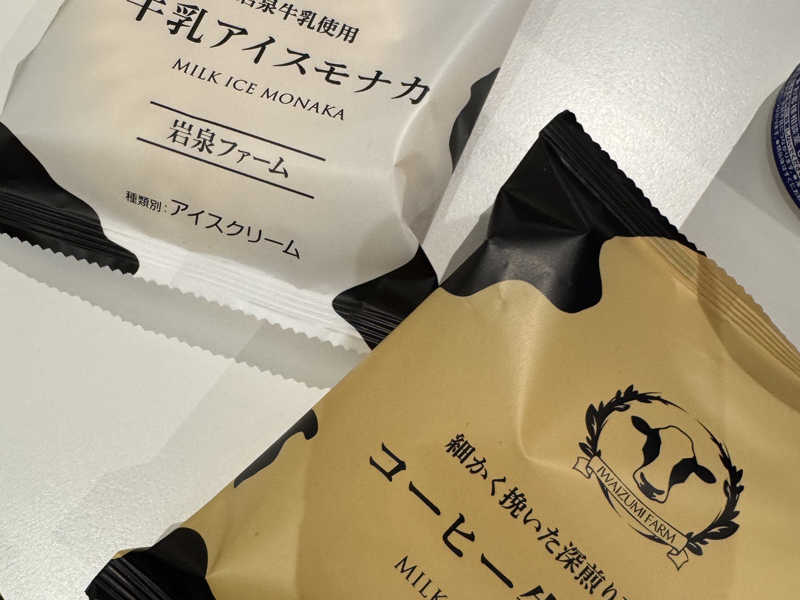 岩泉牛乳使用
牛乳アイスモナカ
MILK ICE MONAKA
岩泉ファーム
種類別:アイスクリーム
IWAIZUMI FARM
細かく挽いた深煎り
コーヒー
MILK